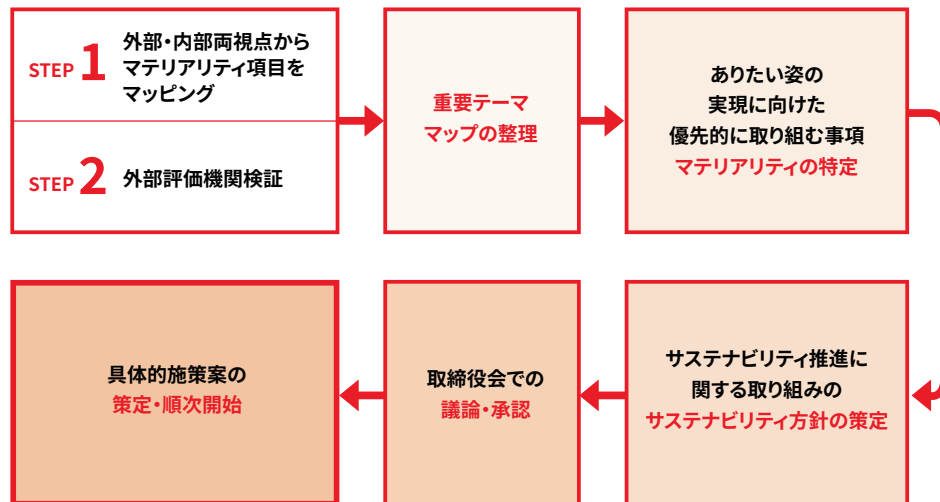 STEP 1
外部・内部両視点から
マテリアリティ項目を
マッピング
STEP 2
外部評価機関検証
重要テーマ
マップの整理
ありたい姿の
実現に向けた
優先的に取り組む事項
マテリアリティの特定
サステナビリティ推進に
関する取り組みの
サステナビリティ方針の策定
取締役会での
議論・承認
具体的施策案の
策定・順次開始